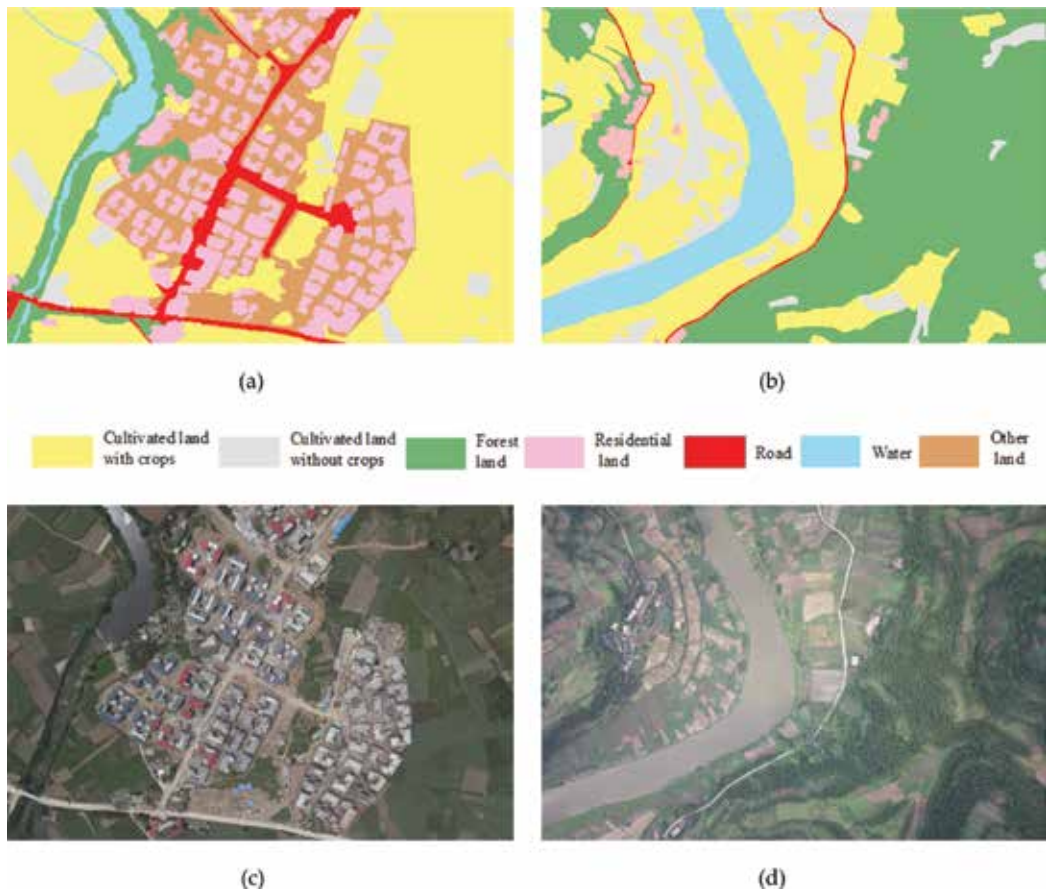 (a)
(b)
Cultivated land
with crops
Cultivated land
without crops
Forest
land
Residential
land
Road
Water
Other
land
(c)
(d)